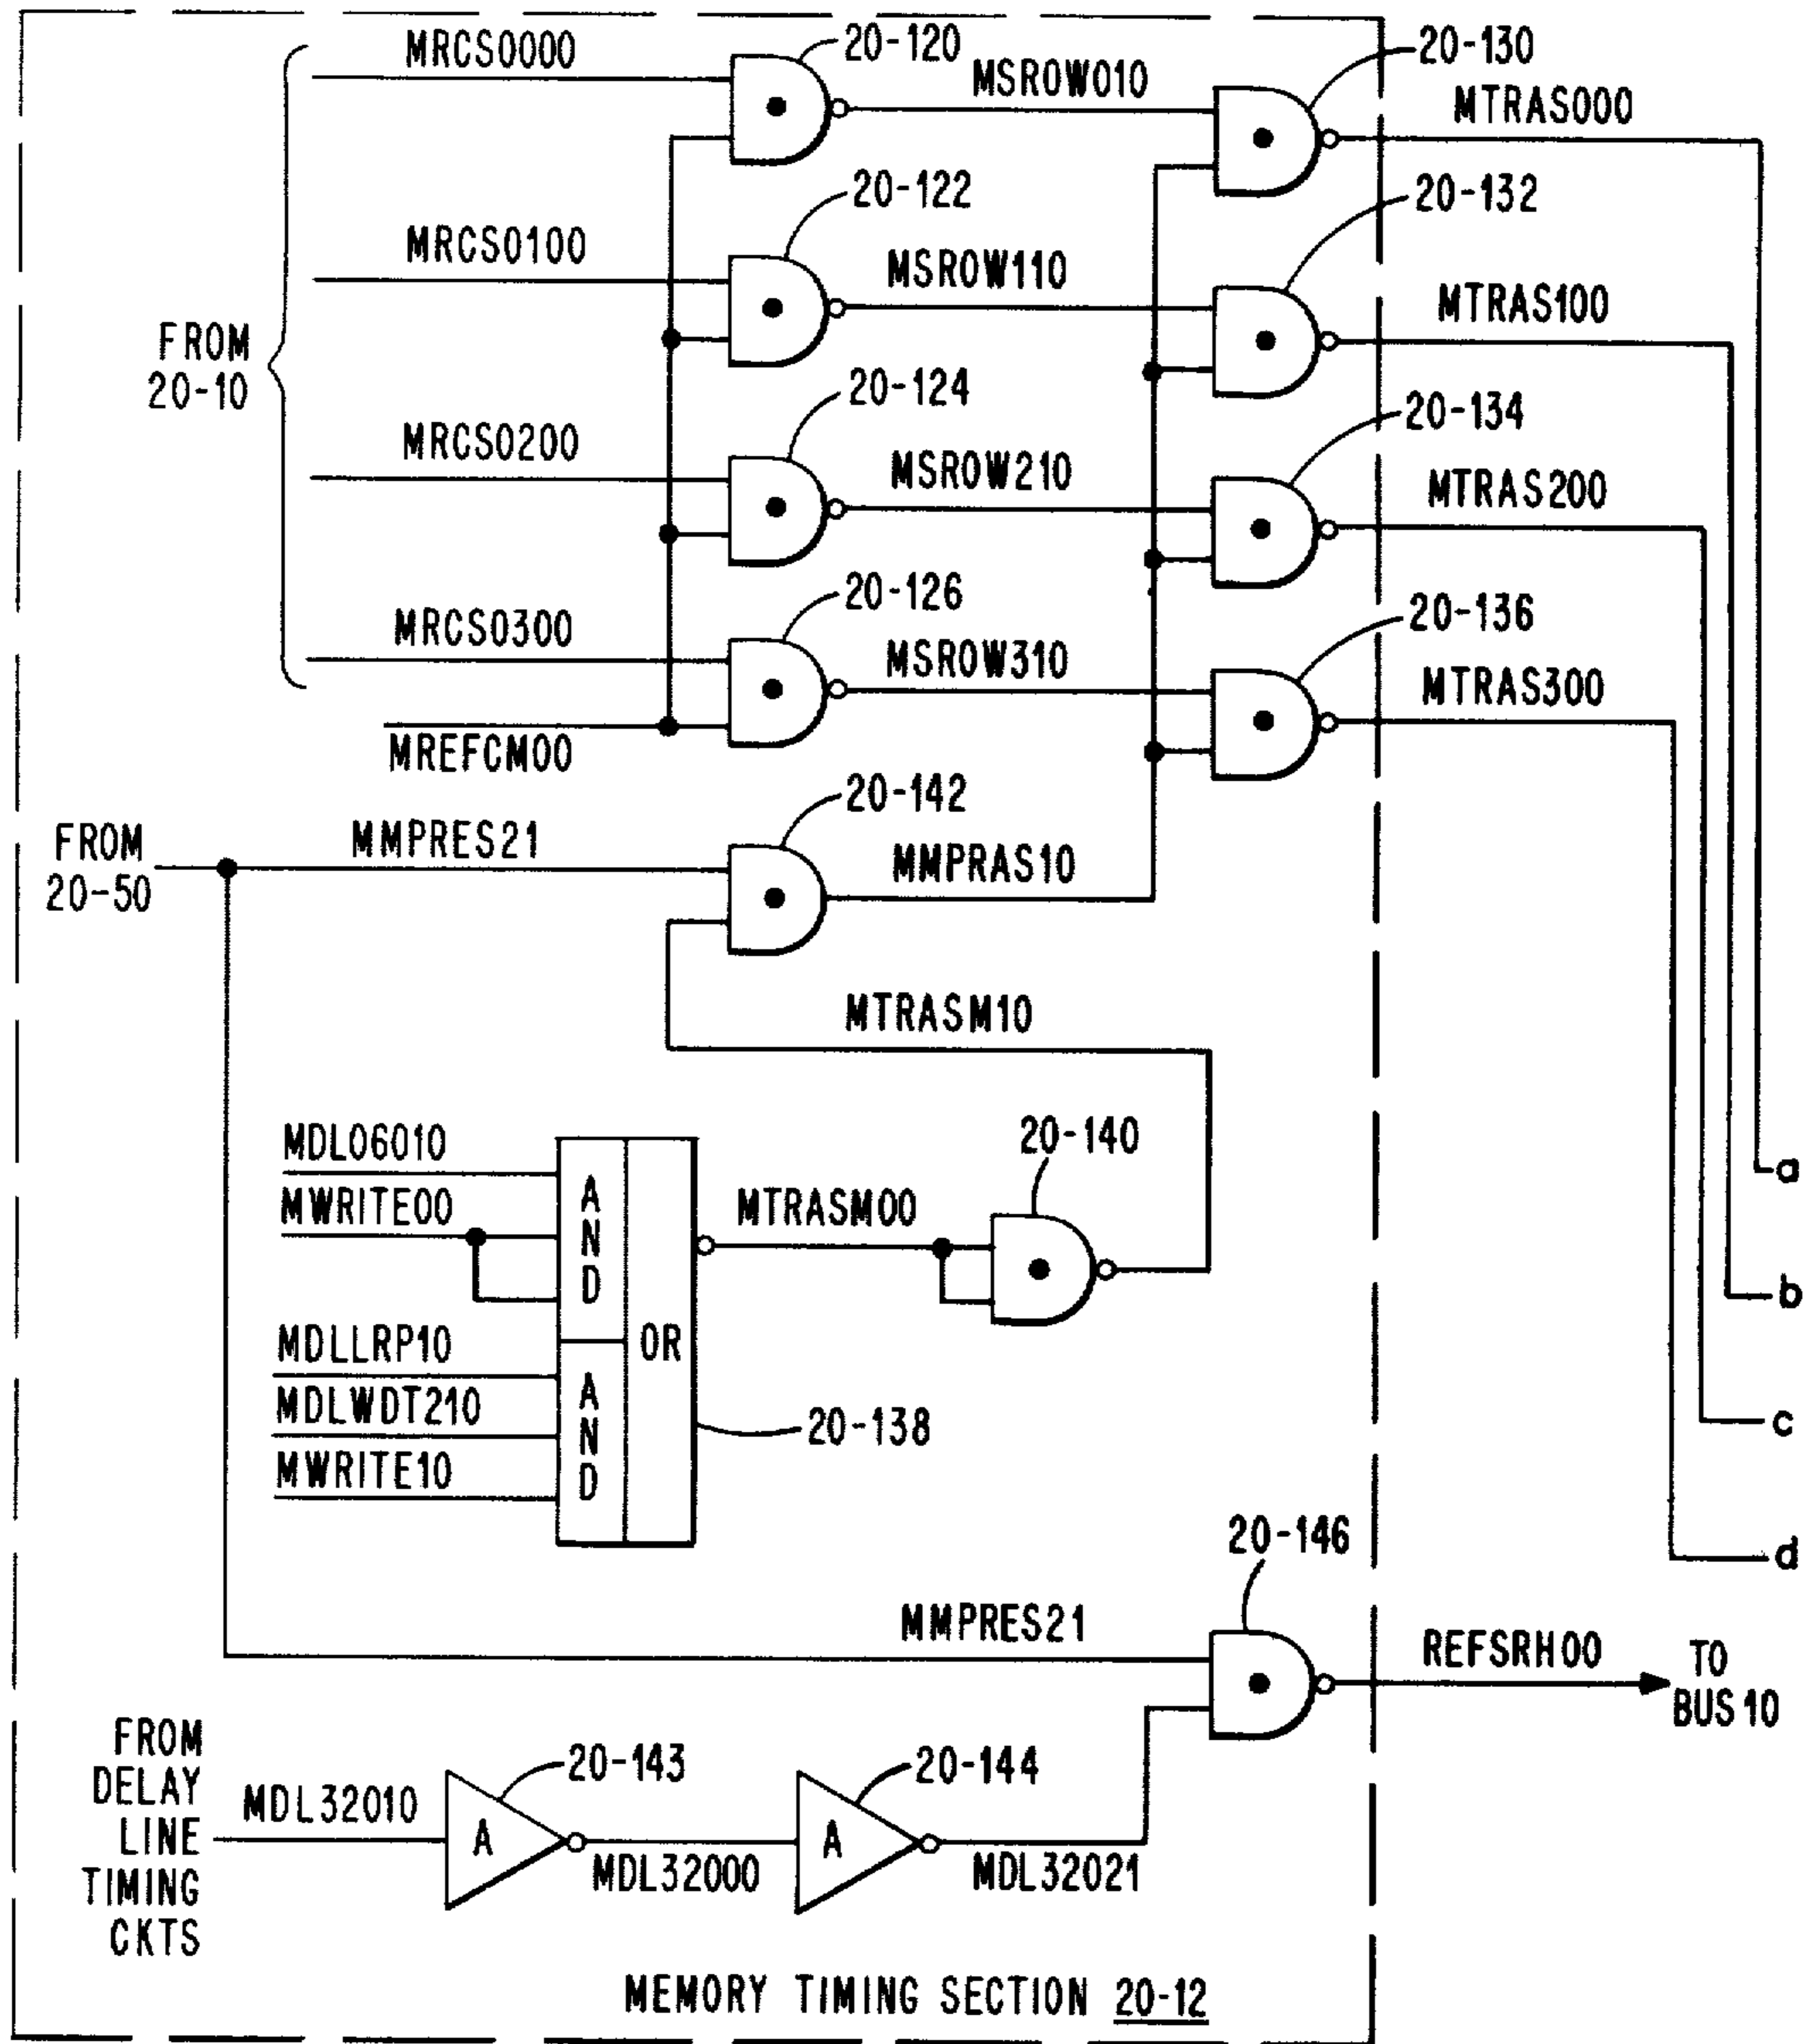 MRCS0000
20-120
MSROW010
20-130
MTRAS000
20-122
20-132
MRCS0100
MSROW110
MTRAS100
FROM
20-10
20-124
20-134
MRCS0200
MSROW210
MTRAS200
20-126
20-136
MRCS0300
MSROW310
MTRAS300
MREFCM00
20-142
FROM
20-50
MMPRES21
MMPRAS10
MTRASM10
MDL06010
MWRITE00
AND
MTRASM00
20-140
a
b
MDLLRP10
MDLWDT210
MWRITE10
AND
OR
20-138
c
d
20-146
MMPRES21
REFSRH00
TO
BUS 10
FROM
DELAY
LINE
TIMING
CKTS
MDL32010
20-143
A
MDL32000
20-144
A
MDL32021
MEMORY TIMING SECTION 20-12